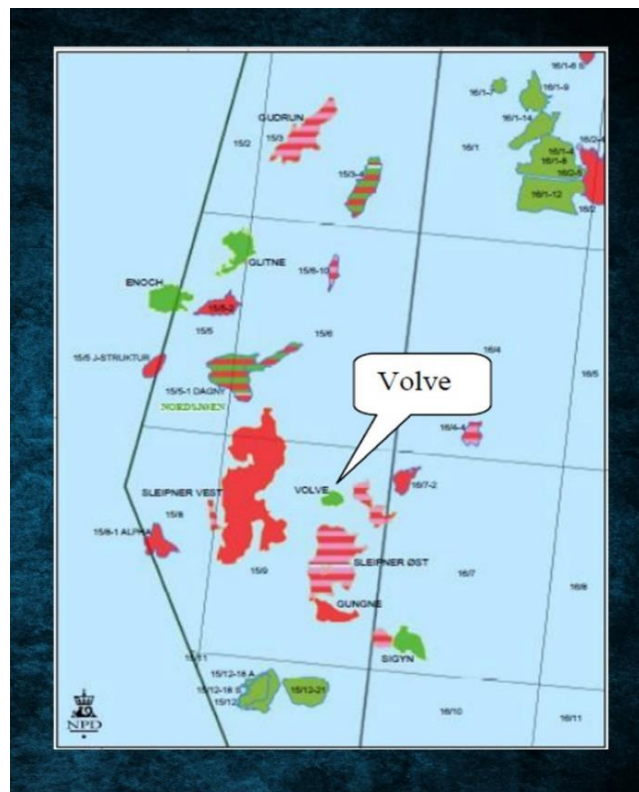 16/1-6 S
16/1-7
16/1-9
GUDRUN
16/1-14
15/3
15/2
16/1
16/2-4
16/1-4
16/1-8
15/3-4
16/2-5
16/1-12
16/2
GLITNE
15/6-10
ENOCH
15/5-2
15/5
15/6
16/4
15/5 J-STRUKTUR
16/5
Volve
15/5-1 DAGNY
NORDSJØEN
16/4-4
SLEIPNER VEST
VOLVE
16/7-2
15/8
15/8-1 ALPHA
SLEIPNER ØST
15/9
16/7
16/8
GUNGNE
15/11
SIGYN
15/12-18 A
15/12-18 S
15/12-21
15/12
16/10
16/11
NPD